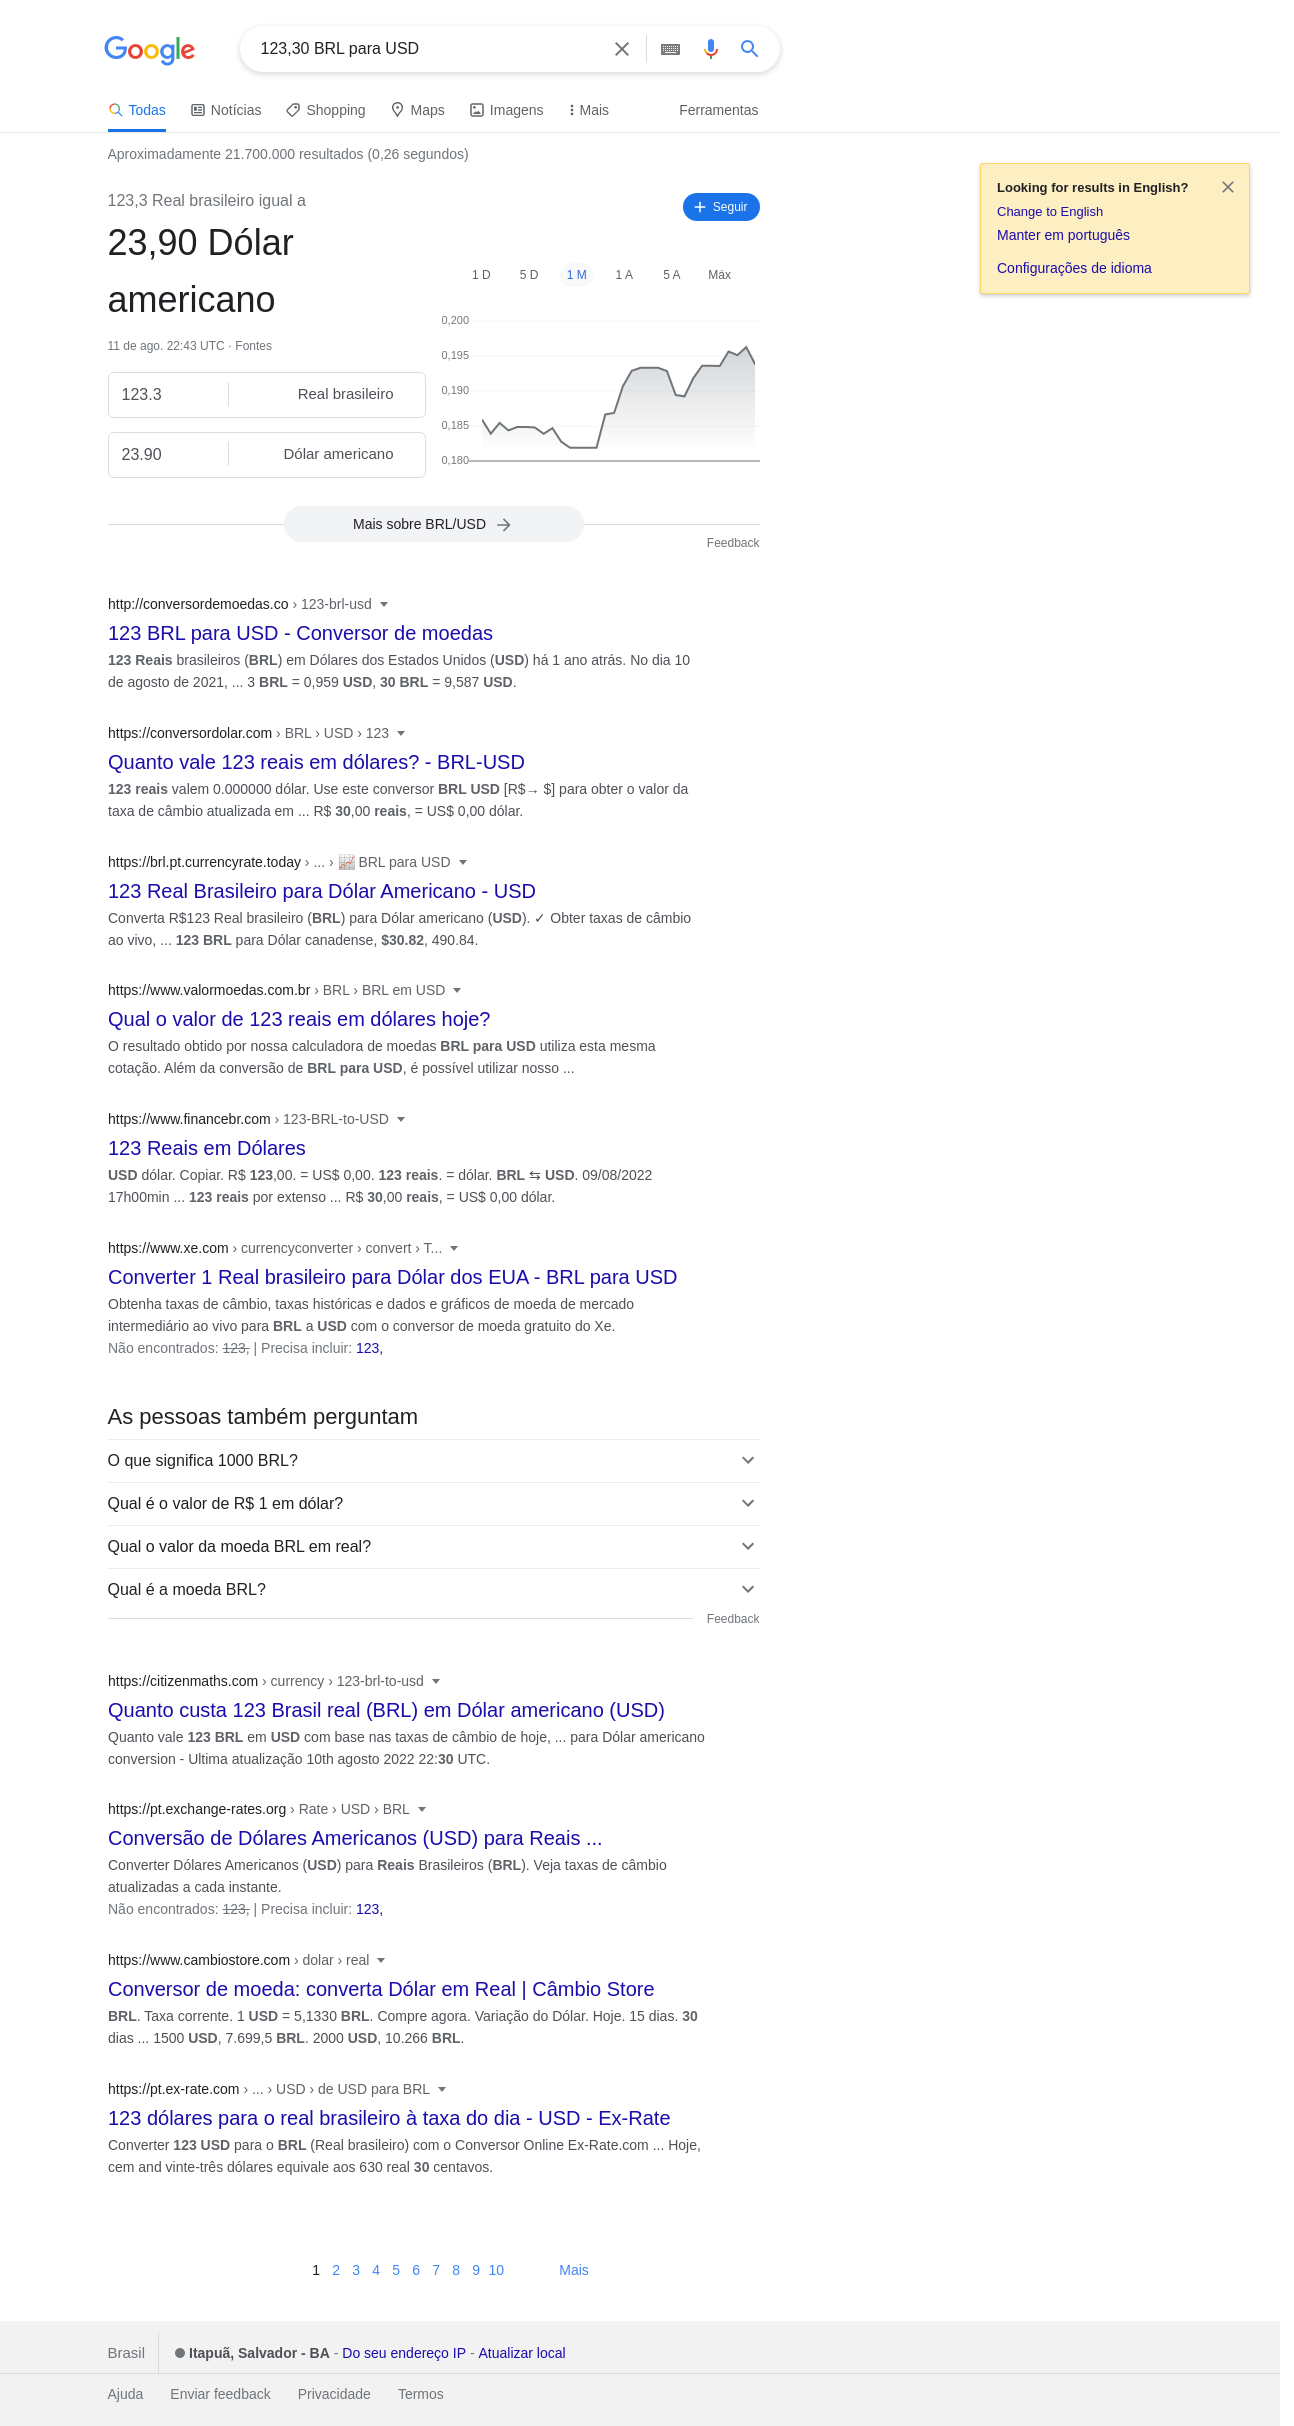 Google
123,30 BRL para USD
Todas Notícias Shopping Maps Imagens Mais Ferramentas
Aproximadamente 21.700.000 resultados (0,26 segundos)
Looking for results in English?
Change to English
Manter em português
Configurações de idioma
123,3 Real brasileiro igual a
Seguir
23,90 Dólar
americano
11 de ago. 22:43 UTC · Fontes
123.3 Real brasileiro
23.90 Dólar americano
1 D 5 D 1 M 1 A 5 A Máx
0,200
0,195
0,190
0,185
0,180
Mais sobre BRL/USD
Feedback
http://conversordemoedas.co › 123-brl-usd
123 BRL para USD - Conversor de moedas
123 Reais brasileiros (BRL) em Dólares dos Estados Unidos (USD) há 1 ano atrás. No dia 10
de agosto de 2021, ... 3 BRL = 0,959 USD, 30 BRL = 9,587 USD.
https://conversordolar.com › BRL › USD › 123
Quanto vale 123 reais em dólares? - BRL-USD
123 reais valem 0.000000 dólar. Use este conversor BRL USD [R$→ $] para obter o valor da
taxa de câmbio atualizada em ... R$ 30,00 reais, = US$ 0,00 dólar.
https://brl.pt.currencyrate.today › ... › 📈 BRL para USD
123 Real Brasileiro para Dólar Americano - USD
Converta R$123 Real brasileiro (BRL) para Dólar americano (USD). ✓ Obter taxas de câmbio
ao vivo, ... 123 BRL para Dólar canadense, $30.82, 490.84.
https://www.valormoedas.com.br › BRL › BRL em USD
Qual o valor de 123 reais em dólares hoje?
O resultado obtido por nossa calculadora de moedas BRL para USD utiliza esta mesma
cotação. Além da conversão de BRL para USD, é possível utilizar nosso ...
https://www.financebr.com › 123-BRL-to-USD
123 Reais em Dólares
USD dólar. Copiar. R$ 123,00. = US$ 0,00. 123 reais. = dólar. BRL ⇆ USD. 09/08/2022
17h00min ... 123 reais por extenso ... R$ 30,00 reais, = US$ 0,00 dólar.
https://www.xe.com › currencyconverter › convert › T...
Converter 1 Real brasileiro para Dólar dos EUA - BRL para USD
Obtenha taxas de câmbio, taxas históricas e dados e gráficos de moeda de mercado
intermediário ao vivo para BRL a USD com o conversor de moeda gratuito do Xe.
Não encontrados: 123, | Precisa incluir: 123,
As pessoas também perguntam
O que significa 1000 BRL?
Qual é o valor de R$ 1 em dólar?
Qual o valor da moeda BRL em real?
Qual é a moeda BRL?
Feedback
https://citizenmaths.com › currency › 123-brl-to-usd
Quanto custa 123 Brasil real (BRL) em Dólar americano (USD)
Quanto vale 123 BRL em USD com base nas taxas de câmbio de hoje, ... para Dólar americano
conversion - Ultima atualização 10th agosto 2022 22:30 UTC.
https://pt.exchange-rates.org › Rate › USD › BRL
Conversão de Dólares Americanos (USD) para Reais ...
Converter Dólares Americanos (USD) para Reais Brasileiros (BRL). Veja taxas de câmbio
atualizadas a cada instante.
Não encontrados: 123, | Precisa incluir: 123,
https://www.cambiostore.com › dolar › real
Conversor de moeda: converta Dólar em Real | Câmbio Store
BRL. Taxa corrente. 1 USD = 5,1330 BRL. Compre agora. Variação do Dólar. Hoje. 15 dias. 30
dias ... 1500 USD, 7.699,5 BRL. 2000 USD, 10.266 BRL.
https://pt.ex-rate.com › ... › USD › de USD para BRL
123 dólares para o real brasileiro à taxa do dia - USD - Ex-Rate
Converter 123 USD para o BRL (Real brasileiro) com o Conversor Online Ex-Rate.com ... Hoje,
cem and vinte-três dólares equivale aos 630 real 30 centavos.
1 2 3 4 5 6 7 8 9 10 Mais
Brasil Itapuã, Salvador - BA - Do seu endereço IP - Atualizar local
Ajuda Enviar feedback Privacidade Termos